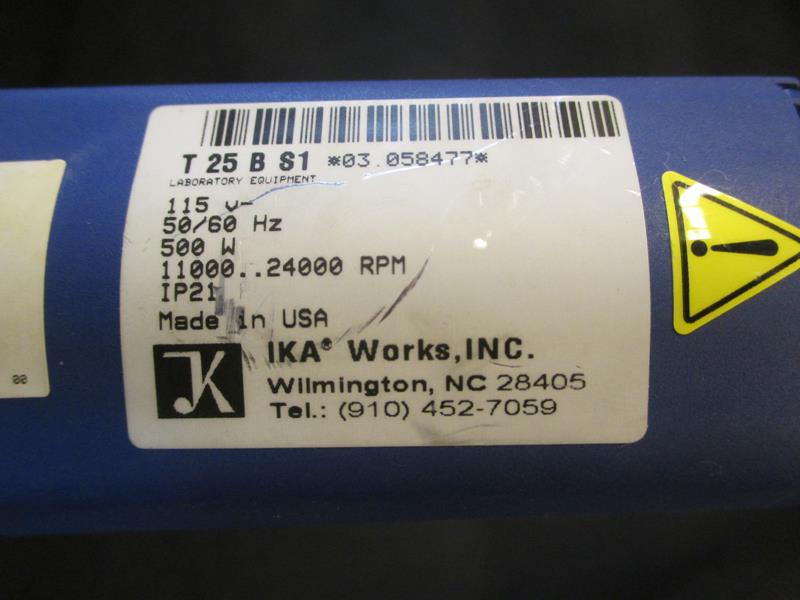 T 25 B S1 *03.058477*
LABORATORY EQUIPMENT
115 V~
50/60 Hz
500 W
11000..24000 RPM
IP21
Made in USA
IKA® Works,INC.
Wilmington, NC 28405
Tel.: (910) 452-7059
00